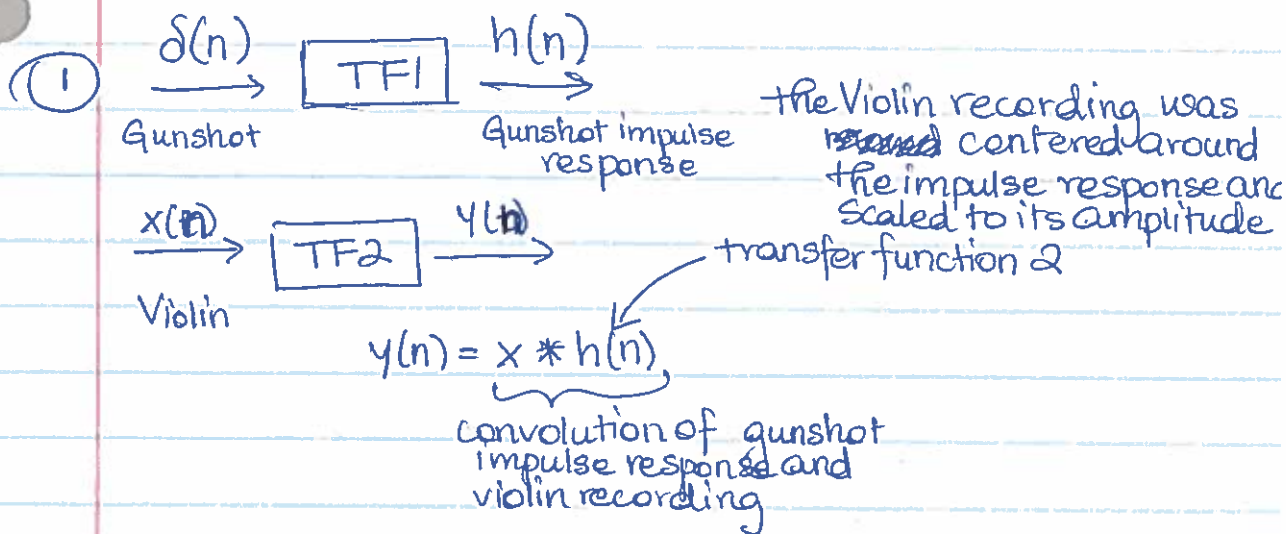 1
δ(n) TF1 h(n)
Gunshot
Gunshot impulse
response
the Violin recording was
centered around
the impulse response and
scaled to its amplitude
x(n) TF2 y(n)
Violin
transfer function 2
y(n) = x * h(n)
convolution of gunshot
impulse response and
violin recording